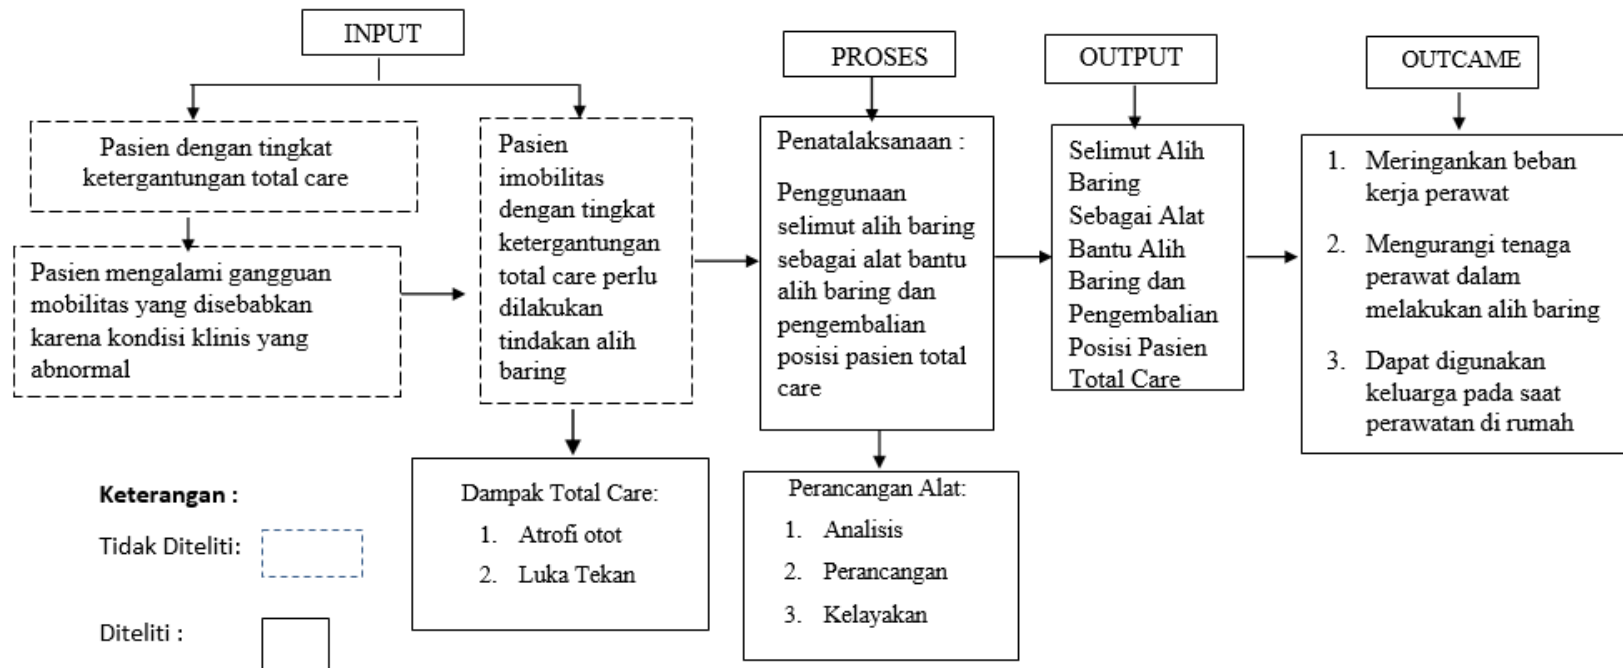 INPUT
PROSES
OUTPUT
OUTCAME
Pasien dengan tingkat
ketergantungan total care
Pasien mengalami gangguan
mobilitas yang disebabkan
karena kondisi klinis yang
abnormal
Pasien
imobilitas
dengan tingkat
ketergantungan
total care perlu
dilakukan
tindakan alih
baring
Dampak Total Care:
1. Atrofi otot
2. Luka Tekan
Penatalaksanaan :
Penggunaan
selimut alih baring
sebagai alat bantu
alih baring dan
pengembalian
posisi pasien total
care
Perancangan Alat:
1. Analisis
2. Perancangan
3. Kelayakan
Selimut Alih
Baring
Sebagai Alat
Bantu Alih
Baring dan
Pengembalian
Posisi Pasien
Total Care
1. Meringankan beban
kerja perawat
2. Mengurangi tenaga
perawat dalam
melakukan alih baring
3. Dapat digunakan
keluarga pada saat
perawatan di rumah
Keterangan :
Tidak Diteliti:
Diteliti :